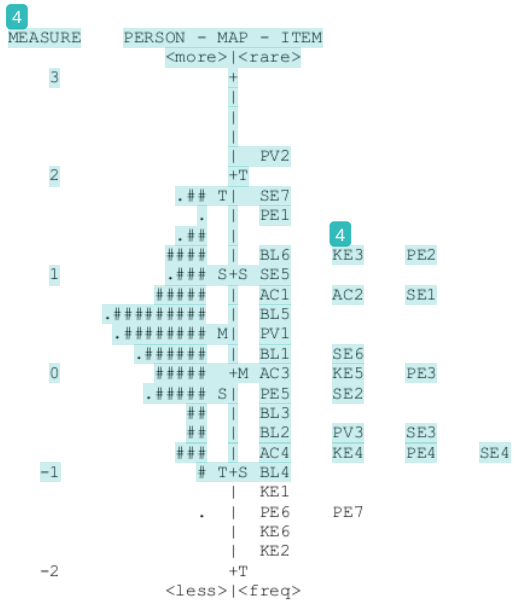 4
MEASURE PERSON - MAP - ITEM
<more>|<rare>
3 +
|
|
|
| PV2
2 +T
.## T| SE7
. | PE1
.## |
4
#### | BL6 KE3 PE2
1 .### S+S SE5
##### | AC1 AC2 SE1
.######### | BL5
.######## M| PV1
.###### | BL1 SE6
0 ##### +M AC3 KE5 PE3
.##### S| PE5 SE2
## | BL3
## | BL2 PV3 SE3
### | AC4 KE4 PE4 SE4
-1 # T+S BL4
| KE1
. | PE6 PE7
| KE6
| KE2
-2 +T
<less>|<freq>